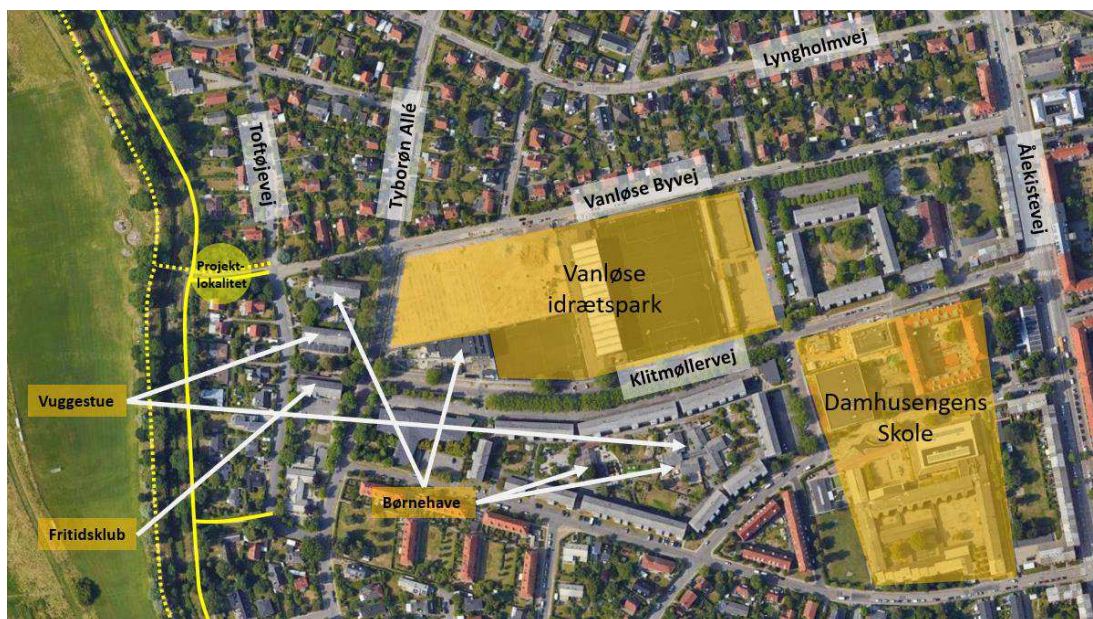 Lyngholmvej
Toftøjevej
Tyborøn Allé
Ålekistevej
Vanløse Byvej
Projekt-
lokalitet
Vanløse
idrætspark
Klitmøllervej
Vuggestue
Damhusengens
Skole
Børnehave
Fritidsklub